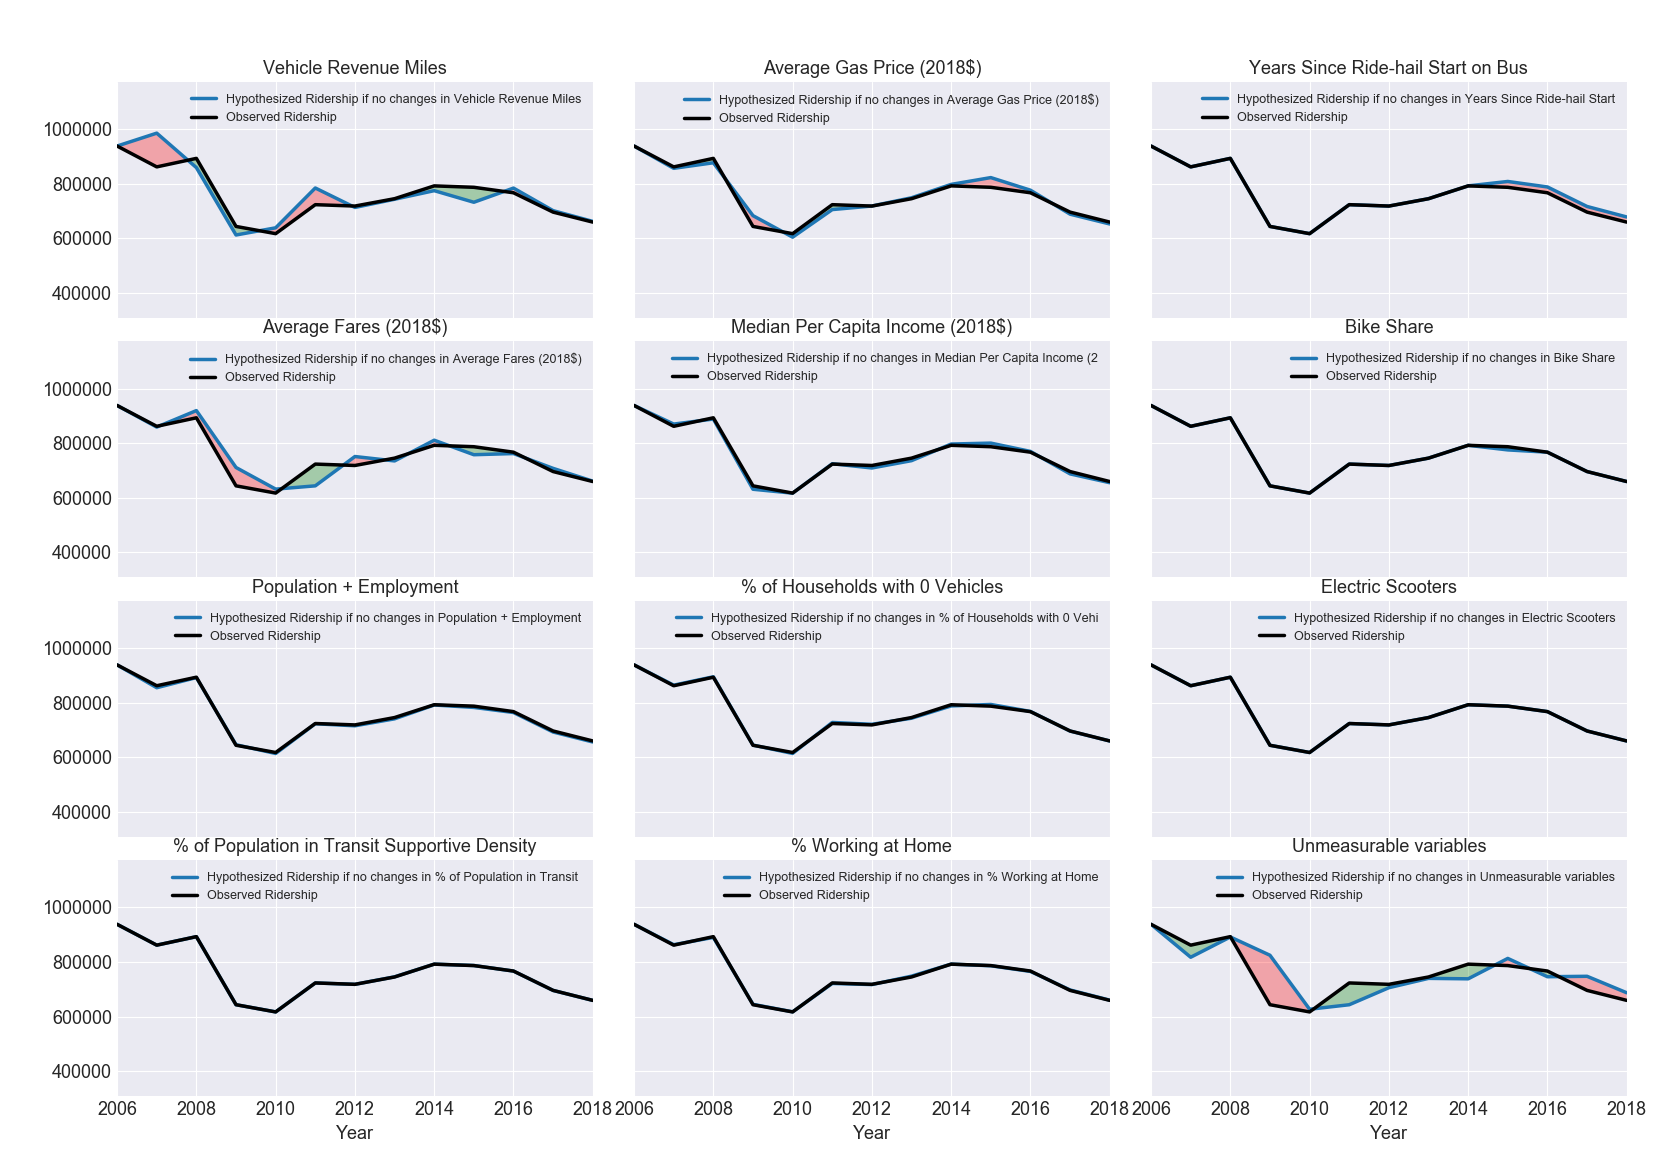 Vehicle Revenue Miles
Hypothesized Ridership if no changes in Vehicle Revenue Miles
Observed Ridership
1000000
800000
600000
400000
Average Gas Price (2018$)
Hypothesized Ridership if no changes in Average Gas Price (2018$)
Observed Ridership
Years Since Ride-hail Start on Bus
Hypothesized Ridership if no changes in Years Since Ride-hail Start
Observed Ridership
Average Fares (2018$)
Hypothesized Ridership if no changes in Average Fares (2018$)
Observed Ridership
1000000
800000
600000
400000
Median Per Capita Income (2018$)
Hypothesized Ridership if no changes in Median Per Capita Income (2
Observed Ridership
Bike Share
Hypothesized Ridership if no changes in Bike Share
Observed Ridership
Population + Employment
Hypothesized Ridership if no changes in Population + Employment
Observed Ridership
1000000
800000
600000
400000
% of Households with 0 Vehicles
Hypothesized Ridership if no changes in % of Households with 0 Vehi
Observed Ridership
Electric Scooters
Hypothesized Ridership if no changes in Electric Scooters
Observed Ridership
% of Population in Transit Supportive Density
Hypothesized Ridership if no changes in % of Population in Transit
Observed Ridership
1000000
800000
600000
400000
2006 2008 2010 2012 2014 2016 2018
Year
% Working at Home
Hypothesized Ridership if no changes in % Working at Home
Observed Ridership
2006 2008 2010 2012 2014 2016 2018
Year
Unmeasurable variables
Hypothesized Ridership if no changes in Unmeasurable variables
Observed Ridership
2006 2008 2010 2012 2014 2016 2018
Year